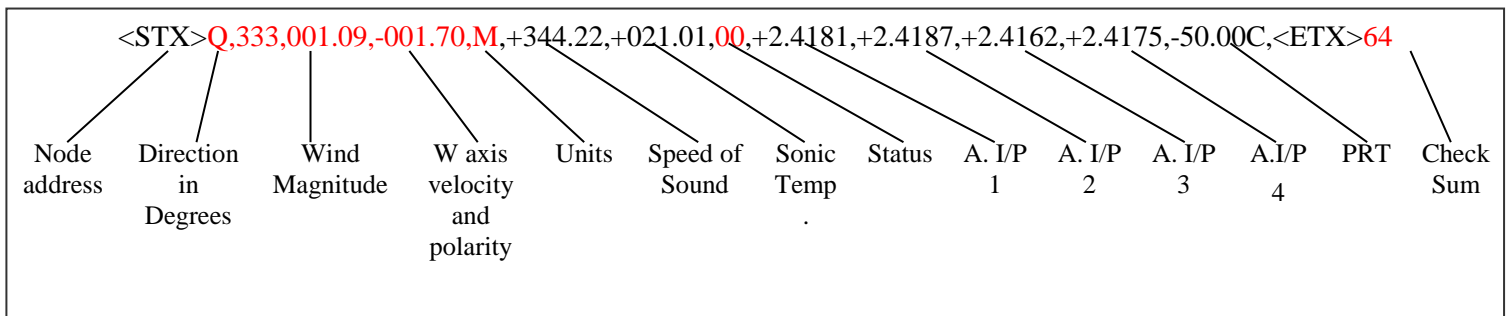 <STX>Q,333,001.09,-001.70,M,+344.22,+021.01,00,+2.4181,+2.4187,+2.4162,+2.4175,-50.00C,<ETX>64
Node address
Direction in Degrees
Wind Magnitude
W axis velocity and polarity
Units
Speed of Sound
Sonic Temp .
Status
A. I/P 1
A. I/P 2
A. I/P 3
A.I/P 4
PRT
Check Sum